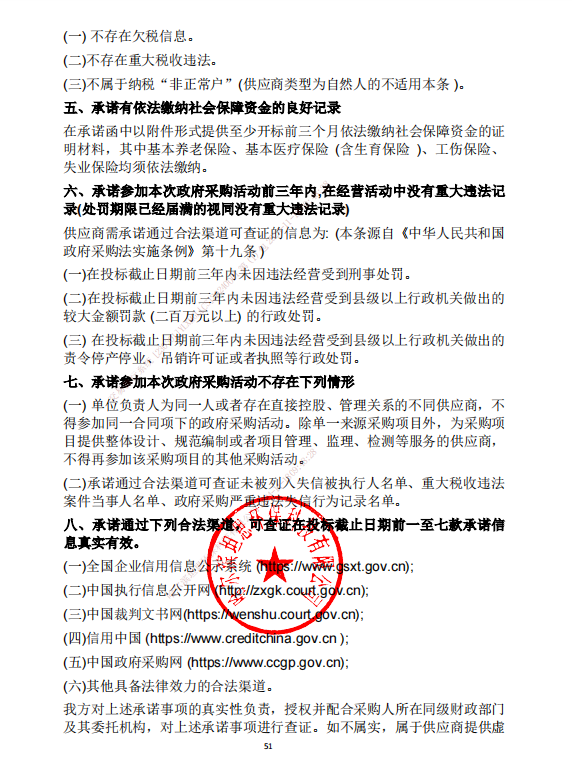 (一) 不存在欠税信息。
(二)不存在重大税收违法。
(三)不属于纳税“非正常户”(供应商类型为自然人的不适用本条 )。
五、承诺有依法缴纳社会保障资金的良好记录
在承诺函中以附件形式提供至少开标前三个月依法缴纳社会保障资金的证
明材料，其中基本养老保险、基本医疗保险 (含生育保险 )、工伤保险、
失业保险均须依法缴纳。
六、承诺参加本次政府采购活动前三年内,在经营活动中没有重大违法记
录(处罚期限已经届满的视同没有重大违法记录)
供应商需承诺通过合法渠道可查证的信息为: (本条源自《中华人民共和国
政府采购法实施条例》第十九条 )
(一)在投标截止日期前三年内未因违法经营受到刑事处罚。
(二)在投标截止日期前三年内未因违法经营受到县级以上行政机关做出的
较大金额罚款 (二百万元以上) 的行政处罚。
(三) 在投标截止日期前三年内未因违法经营受到县级以上行政机关做出的
责令停产停业、吊销许可证或者执照等行政处罚。
七、承诺参加本次政府采购活动不存在下列情形
(一) 单位负责人为同一人或者存在直接控股、管理关系的不同供应商，不
得参加同一合同项下的政府采购活动。除单一来源采购项目外，为采购项
目提供整体设计、规范编制或者项目管理、监理、检测等服务的供应商，
不得再参加该采购项目的其他采购活动。
(二)承诺通过合法渠道可查证未被列入失信被执行人名单、重大税收违法
案件当事人名单、政府采购严重违法失信行为记录名单。
八、承诺通过下列合法渠道，可查证在投标截止日期前一至七款承诺信
息真实有效。
(一)全国企业信用信息公示系统 (https://www.gsxt.gov.cn);
(二)中国执行信息公开网 (http://zxgk.court.gov.cn);
(三)中国裁判文书网(https://wenshu.court.gov.cn);
(四)信用中国 (https://www.creditchina.gov.cn );
(五)中国政府采购网 (https://www.ccgp.gov.cn);
(六)其他具备法律效力的合法渠道。
我方对上述承诺事项的真实性负责，授权并配合采购人所在同级财政部门
及其委托机构，对上述承诺事项进行查证。如不属实，属于供应商提供虚
51